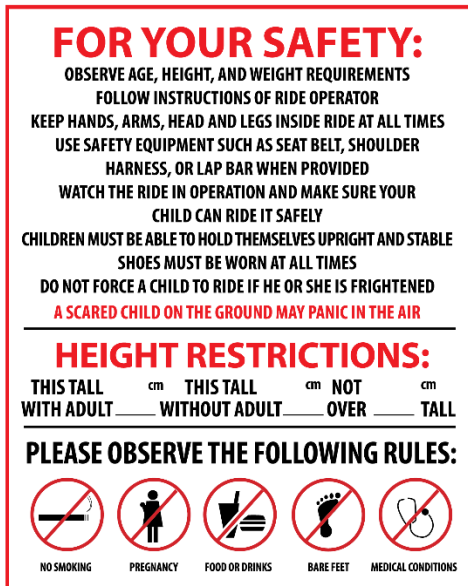 FOR YOUR SAFETY:
OBSERVE AGE, HEIGHT, AND WEIGHT REQUIREMENTS
FOLLOW INSTRUCTIONS OF RIDE OPERATOR
KEEP HANDS, ARMS, HEAD AND LEGS INSIDE RIDE AT ALL TIMES
USE SAFETY EQUIPMENT SUCH AS SEAT BELT, SHOULDER
HARNESS, OR LAP BAR WHEN PROVIDED
WATCH THE RIDE IN OPERATION AND MAKE SURE YOUR
CHILD CAN RIDE IT SAFELY
CHILDREN MUST BE ABLE TO HOLD THEMSELVES UPRIGHT AND STABLE
SHOES MUST BE WORN AT ALL TIMES
DO NOT FORCE A CHILD TO RIDE IF HE OR SHE IS FRIGHTENED
A SCARED CHILD ON THE GROUND MAY PANIC IN THE AIR
HEIGHT RESTRICTIONS:
THIS TALL cm THIS TALL cm NOT cm
WITH ADULT ____ WITHOUT ADULT ____ OVER ____ TALL
PLEASE OBSERVE THE FOLLOWING RULES:
NO SMOKING PREGNANCY FOOD OR DRINKS BARE FEET MEDICAL CONDITIONS